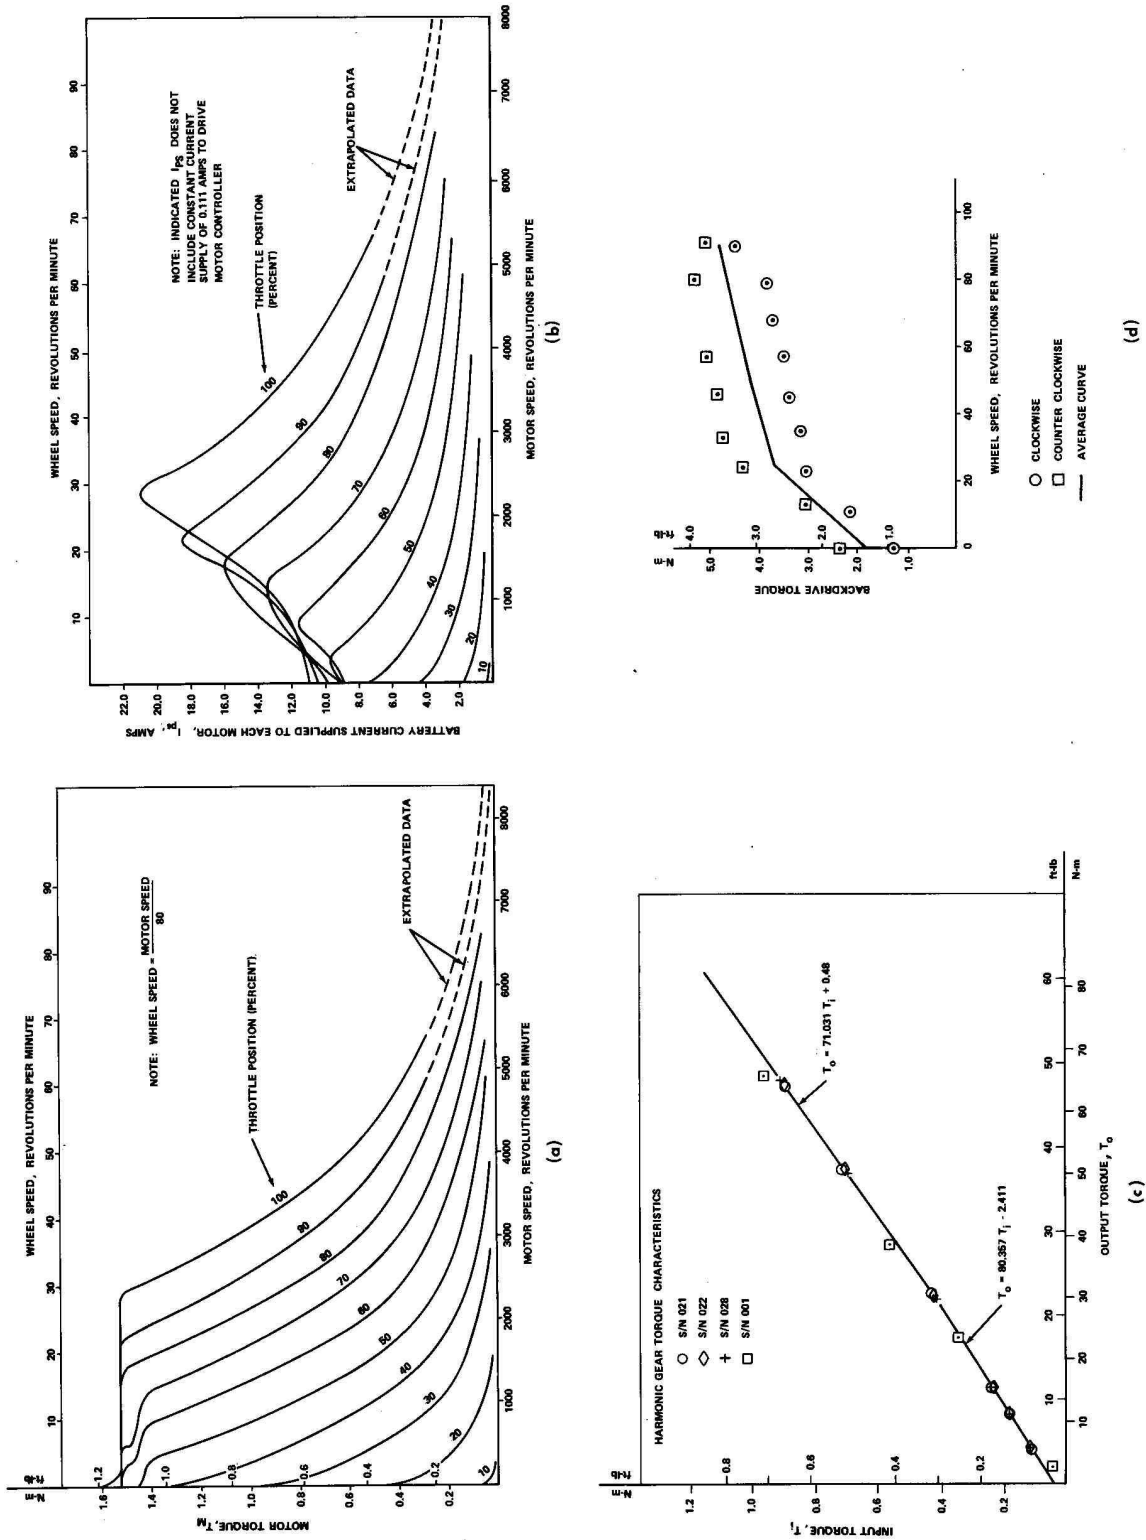 WHEEL SPEED, REVOLUTIONS PER MINUTE
10 20 30 40 50 60 70 80 90
NOTE: WHEEL SPEED = MOTOR SPEED
80
THROTTLE POSITION (PERCENT)
N-m
ft-lb
1.6
1.4
1.2
1.0
0.8
0.6
0.4
0.2
1.2
1.0
0.8
0.6
0.4
0.2
MOTOR TORQUE, TM
100
90
80
70
60
50
40
30
20
10
EXTRAPOLATED DATA
1000 2000 3000 4000 5000 6000 7000 8000
MOTOR SPEED, REVOLUTIONS PER MINUTE
(a)
WHEEL SPEED, REVOLUTIONS PER MINUTE
10 20 30 40 50 60 70 80 90
NOTE: INDICATED IPS DOES NOT
INCLUDE CONSTANT CURRENT
SUPPLY OF 0.111 AMPS TO DRIVE
MOTOR CONTROLLER
THROTTLE POSITION
(PERCENT)
22.0
20.0
18.0
16.0
14.0
12.0
10.0
8.0
6.0
4.0
2.0
BATTERY CURRENT SUPPLIED TO EACH MOTOR, Ips, AMPS
100
90
80
70
60
50
40
30
20
10
EXTRAPOLATED DATA
1000 2000 3000 4000 5000 6000 7000 8000
MOTOR SPEED, REVOLUTIONS PER MINUTE
(b)
HARMONIC GEAR TORQUE CHARACTERISTICS
S/N 021
S/N 022
S/N 028
S/N 001
N-m
ft-lb
1.0
0.8
0.6
0.4
0.2
0.8
0.6
0.4
0.2
INPUT TORQUE, Ti
To = 71.031 Ti + 0.48
To = 80.357 Ti - 2.411
10 20 30 40 50 60 ft-lb
10 20 30 40 50 60 70 80 N-m
OUTPUT TORQUE, To
(c)
N-m
ft-lb
5.0
4.0
3.0
2.0
1.0
4.0
3.0
2.0
1.0
BACKDRIVE TORQUE
0 20 40 60 80 100
WHEEL SPEED, REVOLUTIONS PER MINUTE
CLOCKWISE
COUNTER CLOCKWISE
AVERAGE CURVE
(d)